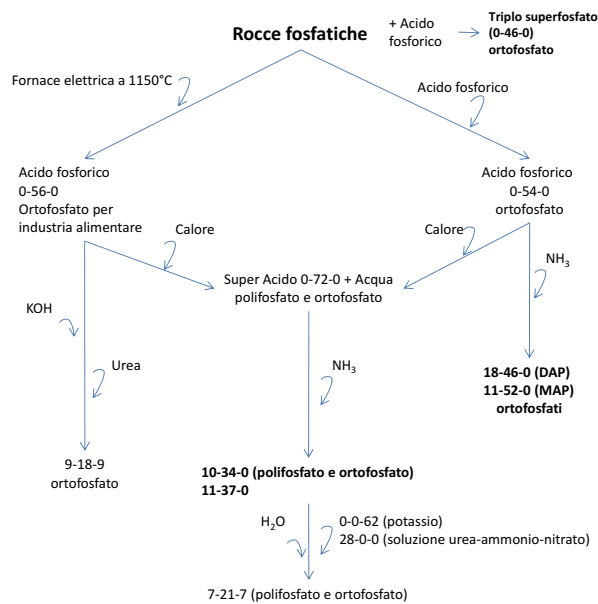 Rocce fosfatiche
+ Acido
fosforico
Triplo superfosfato
(0-46-0)
ortofosfato
Fornace elettrica a 1150°C
Acido fosforico
Acido fosforico
0-56-0
Ortofosfato per
industria alimentare
Acido fosforico
0-54-0
ortofosfato
Calore
Calore
Super Acido 0-72-0 + Acqua
polifosfato e ortofosfato
NH₃
KOH
Urea
NH₃
18-46-0 (DAP)
11-52-0 (MAP)
ortofosfati
9-18-9
ortofosfato
10-34-0 (polifosfato e ortofosfato)
11-37-0
H₂O
0-0-62 (potassio)
28-0-0 (soluzione urea-ammonio-nitrato)
7-21-7 (polifosfato e ortofosfato)